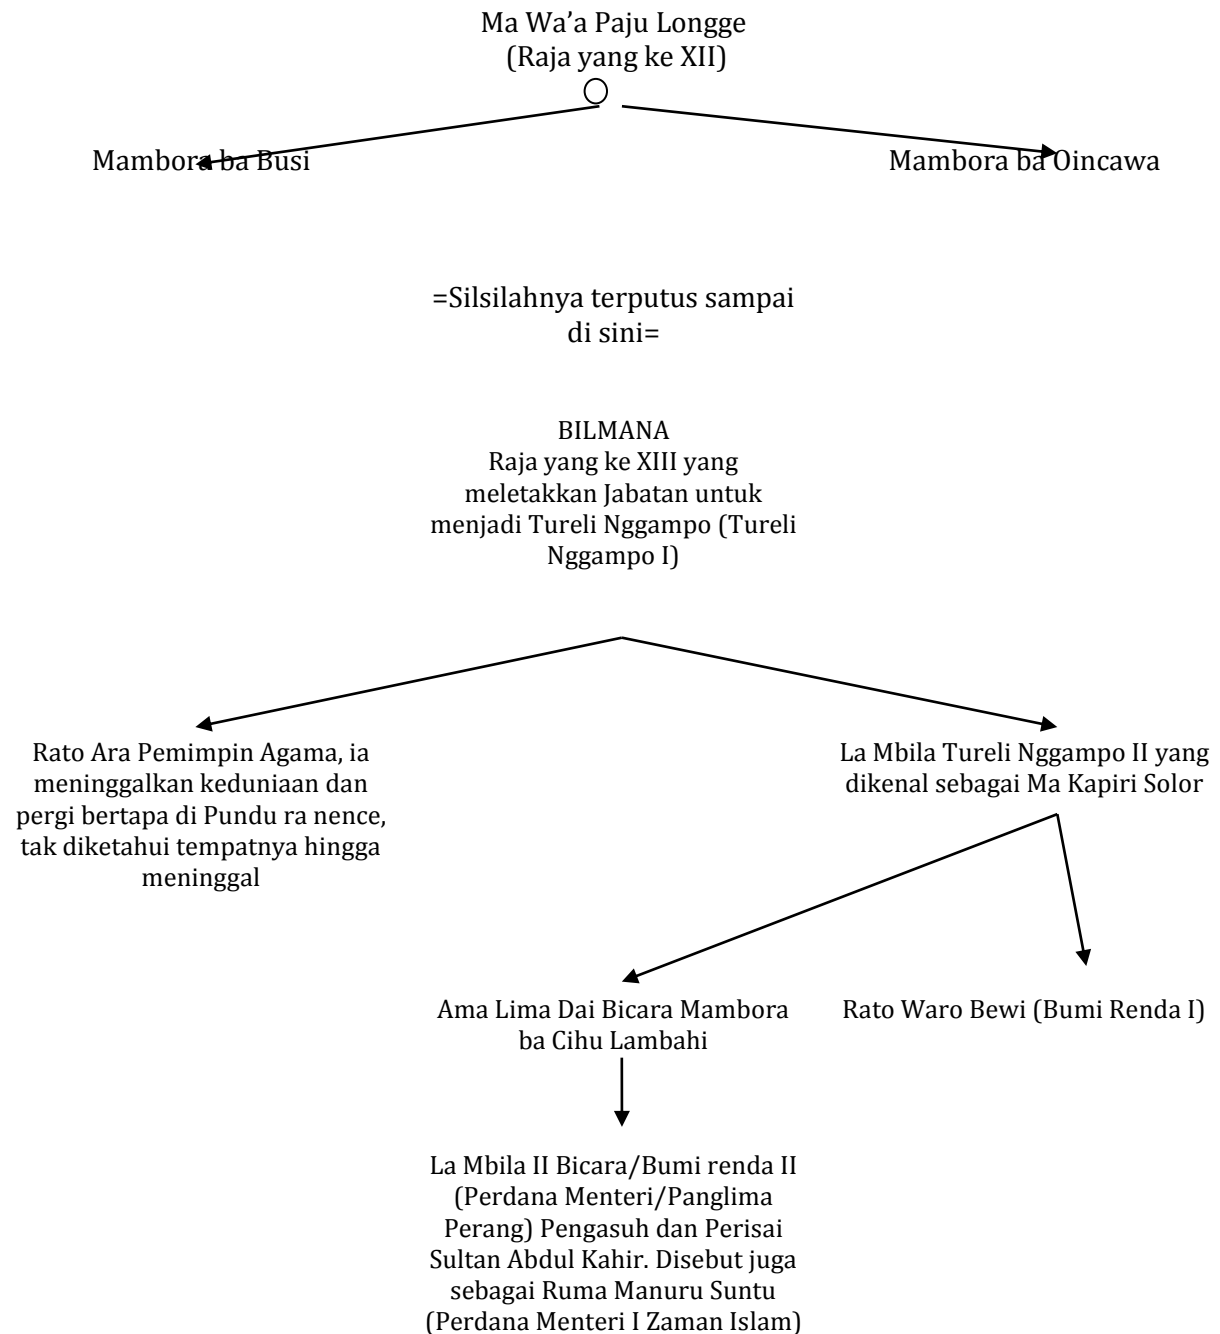 Ma Wa’a Paju Longge
(Raja yang ke XII)
Mambora ba Busi
Mambora ba Oincawa
=Silsilahnya terputus sampai
di sini=
BILMANA
Raja yang ke XIII yang
meletakkan Jabatan untuk
menjadi Tureli Nggampo (Tureli
Nggampo I)
Rato Ara Pemimpin Agama, ia
meninggalkan keduniaan dan
pergi bertapa di Pundu ra nence,
tak diketahui tempatnya hingga
meninggal
La Mbila Tureli Nggampo II yang
dikenal sebagai Ma Kapiri Solor
Ama Lima Dai Bicara Mambora
ba Cihu Lambahi
Rato Waro Bewi (Bumi Renda I)
La Mbila II Bicara/Bumi renda II
(Perdana Menteri/Panglima
Perang) Pengasuh dan Perisai
Sultan Abdul Kahir. Disebut juga
sebagai Ruma Manuru Suntu
(Perdana Menteri I Zaman Islam)